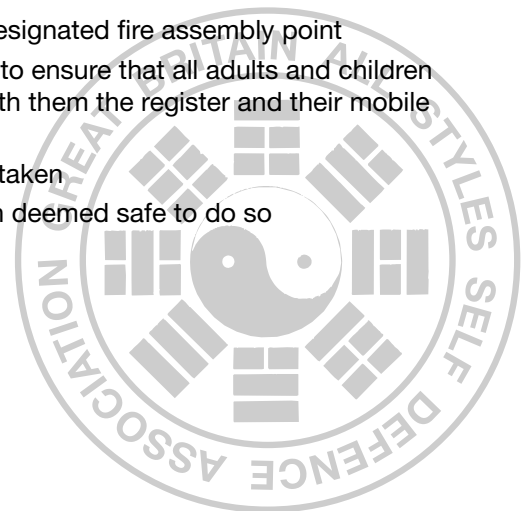 esignated fire assembly point
to ensure that all adults and children
th them the register and their mobile
taken
n deemed safe to do so
GREAT BRITAIN ALL STYLES SELF DEFENCE ASSOCIATION